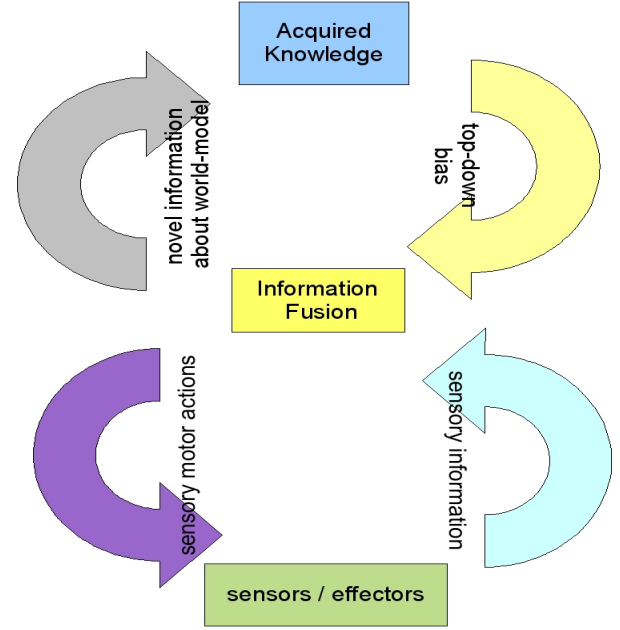 Acquired
Knowledge
novel information
about world-model
top-down
bias
Information
Fusion
sensory motor actions
sensory information
sensors / effectors